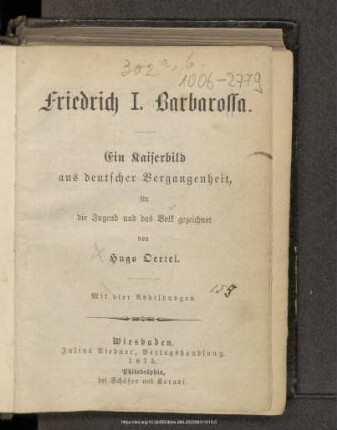 302 a, 6.
1006-2779
Friedrich I. Barbarossa.
Ein Kaiserbild
aus deutscher Vergangenheit,
für
die Jugend und das Volk gezeichnet
von
Hugo Oertel.
Mit vier Abbildungen.
Wiesbaden.
Julius Niedner, Verlagshandlung.
1875.
Philadelphia,
bei Schäfer und Koradi.